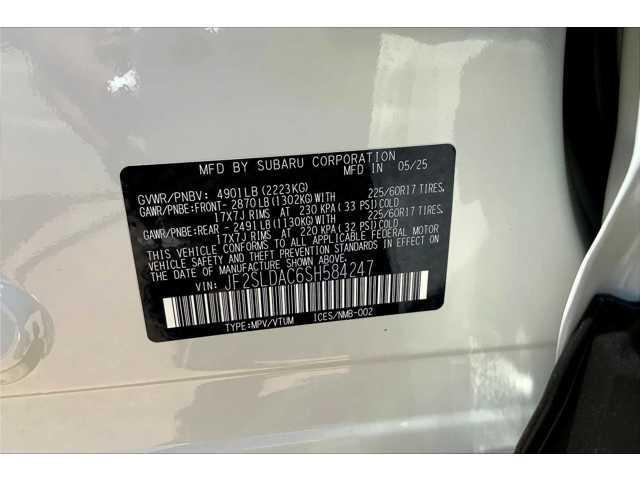 MFD BY SUBARU CORPORATION
MFD IN 05/25
GVWR/PNBV: 4901LB(2223KG)
GAWR/PNBE:FRONT- 2870LB(1302KG)WITH 225/60R17 TIRES,
17X7J RIMS AT 230 KPA(33 PSI)COLD
GAWR/PNBE:REAR - 2491LB(1130KG)WITH 225/60R17 TIRES,
17X7J RIMS AT 220 KPA(32 PSI)COLD
THIS VEHICLE CONFORMS TO ALL APPLICABLE FEDERAL MOTOR
VEHICLE SAFETY AND THEFT PREVENTION STANDARDS IN EFFECT ON
THE DATE OF MANUFACTURE SHOWN ABOVE.
VIN: JF2SLDAC6SH584247
TYPE:MPV/VTUM ICES/NMB-002